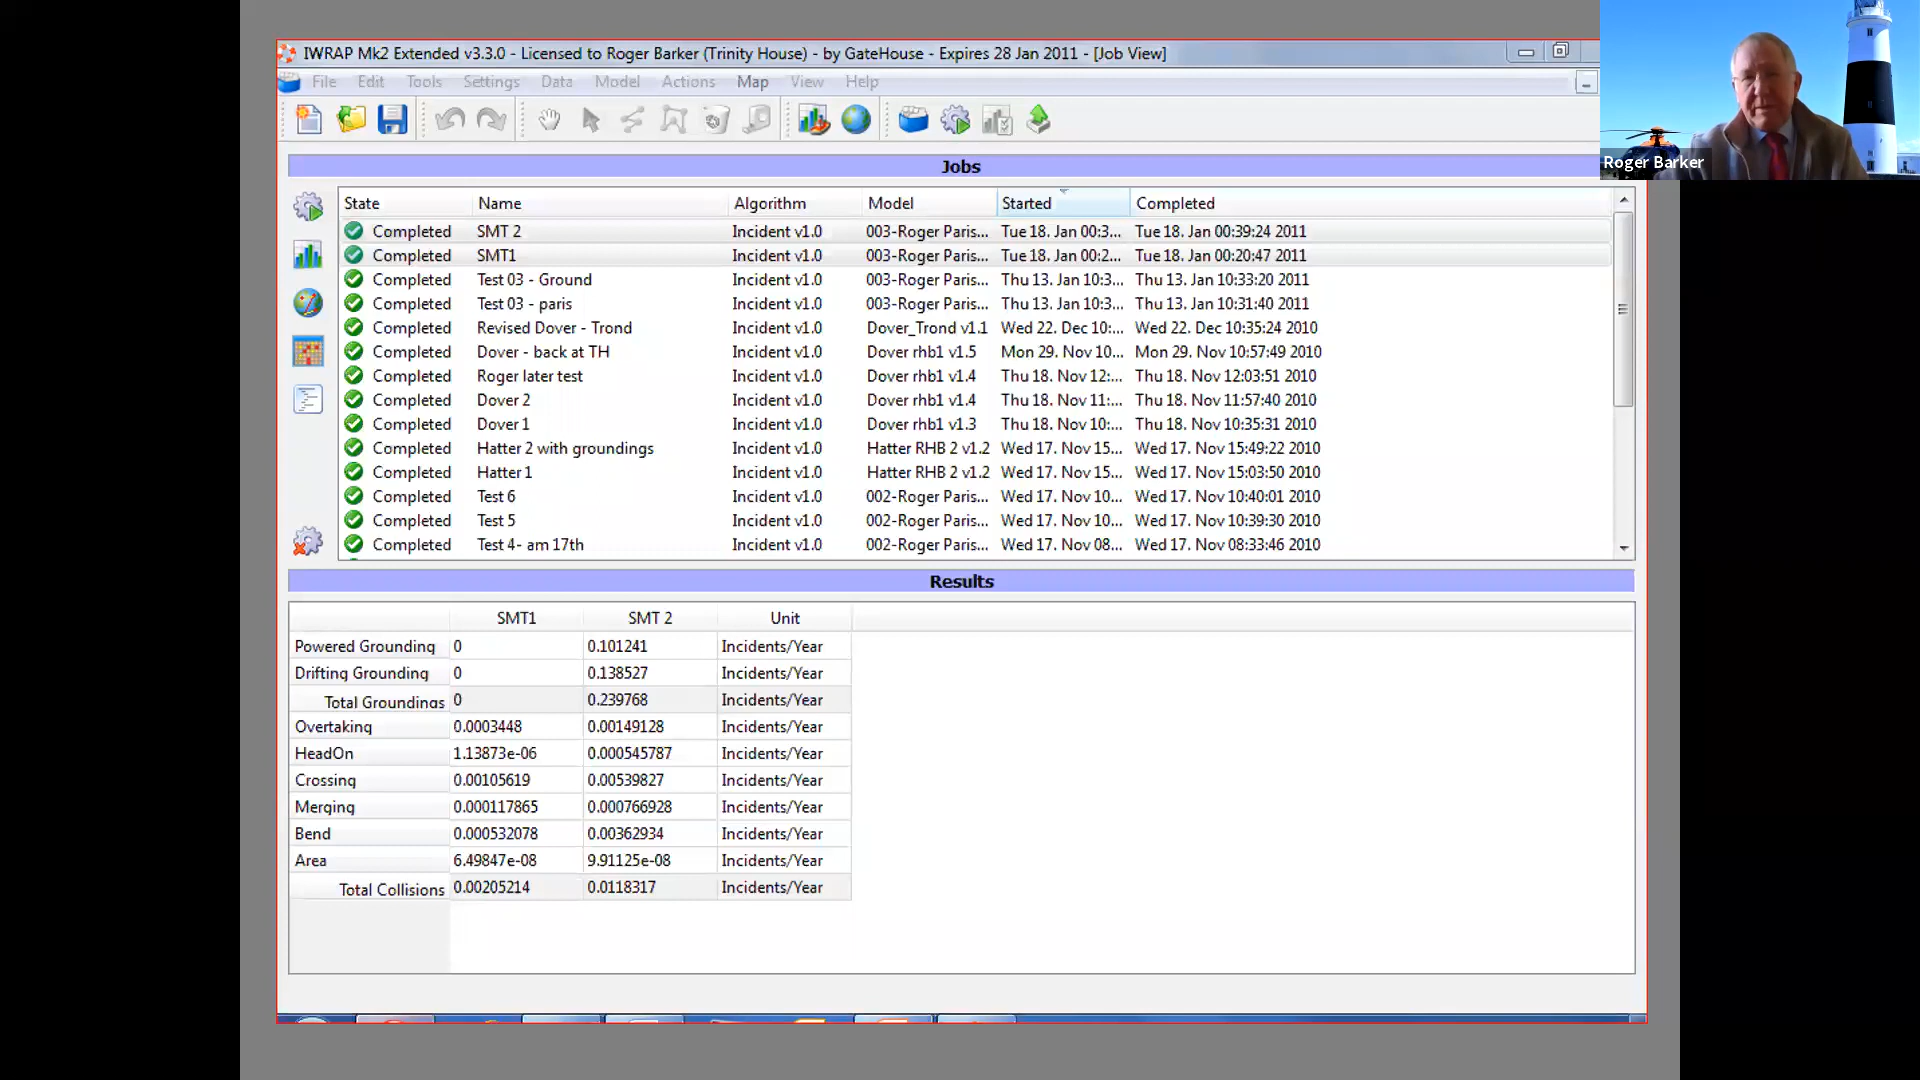 IWRAP Mk2 Extended v3.3.0 - Licensed to Roger Barker (Trinity House) - by GateHouse - Expires 28 Jan 2011 - [Job View]
File Edit Tools Settings Data Model Actions Map View Help
Roger Barker
Jobs
State Name Algorithm Model Started Completed
Completed SMT 2 Incident v1.0 003-Roger Paris... Tue 18. Jan 00:3... Tue 18. Jan 00:39:24 2011
Completed SMT1 Incident v1.0 003-Roger Paris... Tue 18. Jan 00:2... Tue 18. Jan 00:20:47 2011
Completed Test 03 - Ground Incident v1.0 003-Roger Paris... Thu 13. Jan 10:3... Thu 13. Jan 10:33:20 2011
Completed Test 03 - paris Incident v1.0 003-Roger Paris... Thu 13. Jan 10:3... Thu 13. Jan 10:31:40 2011
Completed Revised Dover - Trond Incident v1.0 Dover_Trond v1.1 Wed 22. Dec 10:... Wed 22. Dec 10:35:24 2010
Completed Dover - back at TH Incident v1.0 Dover rhb1 v1.5 Mon 29. Nov 10... Mon 29. Nov 10:57:49 2010
Completed Roger later test Incident v1.0 Dover rhb1 v1.4 Thu 18. Nov 12:... Thu 18. Nov 12:03:51 2010
Completed Dover 2 Incident v1.0 Dover rhb1 v1.4 Thu 18. Nov 11:... Thu 18. Nov 11:57:40 2010
Completed Dover 1 Incident v1.0 Dover rhb1 v1.3 Thu 18. Nov 10:... Thu 18. Nov 10:35:31 2010
Completed Hatter 2 with groundings Incident v1.0 Hatter RHB 2 v1.2 Wed 17. Nov 15... Wed 17. Nov 15:49:22 2010
Completed Hatter 1 Incident v1.0 Hatter RHB 2 v1.2 Wed 17. Nov 15... Wed 17. Nov 15:03:50 2010
Completed Test 6 Incident v1.0 002-Roger Paris... Wed 17. Nov 10... Wed 17. Nov 10:40:01 2010
Completed Test 5 Incident v1.0 002-Roger Paris... Wed 17. Nov 10... Wed 17. Nov 10:39:30 2010
Completed Test 4- am 17th Incident v1.0 002-Roger Paris... Wed 17. Nov 08... Wed 17. Nov 08:33:46 2010
Results
SMT1 SMT 2 Unit
Powered Grounding 0 0.101241 Incidents/Year
Drifting Grounding 0 0.138527 Incidents/Year
Total Groundings 0 0.239768 Incidents/Year
Overtaking 0.0003448 0.00149128 Incidents/Year
HeadOn 1.13873e-06 0.000545787 Incidents/Year
Crossing 0.00105619 0.00539827 Incidents/Year
Merging 0.000117865 0.000766928 Incidents/Year
Bend 0.000532078 0.00362934 Incidents/Year
Area 6.49847e-08 9.91125e-08 Incidents/Year
Total Collisions 0.00205214 0.0118317 Incidents/Year